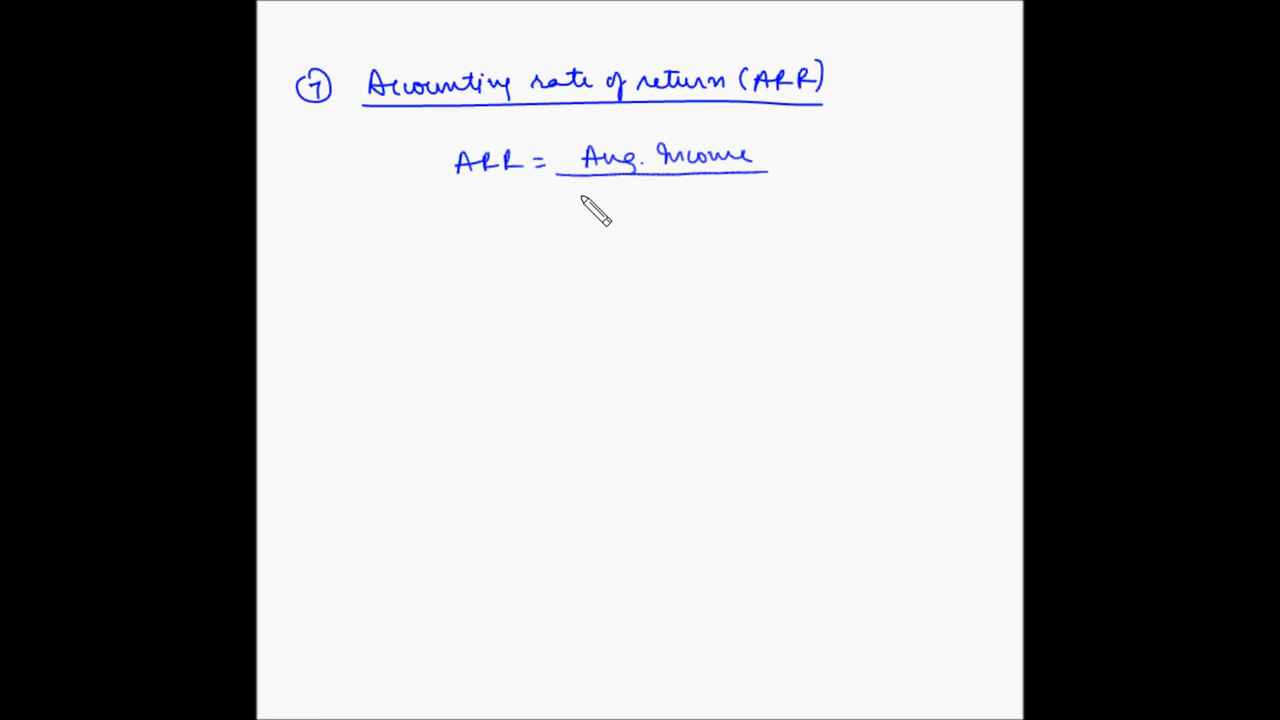 ⑦ Accounting rate of return (ARR)
ARR = Avg. Income